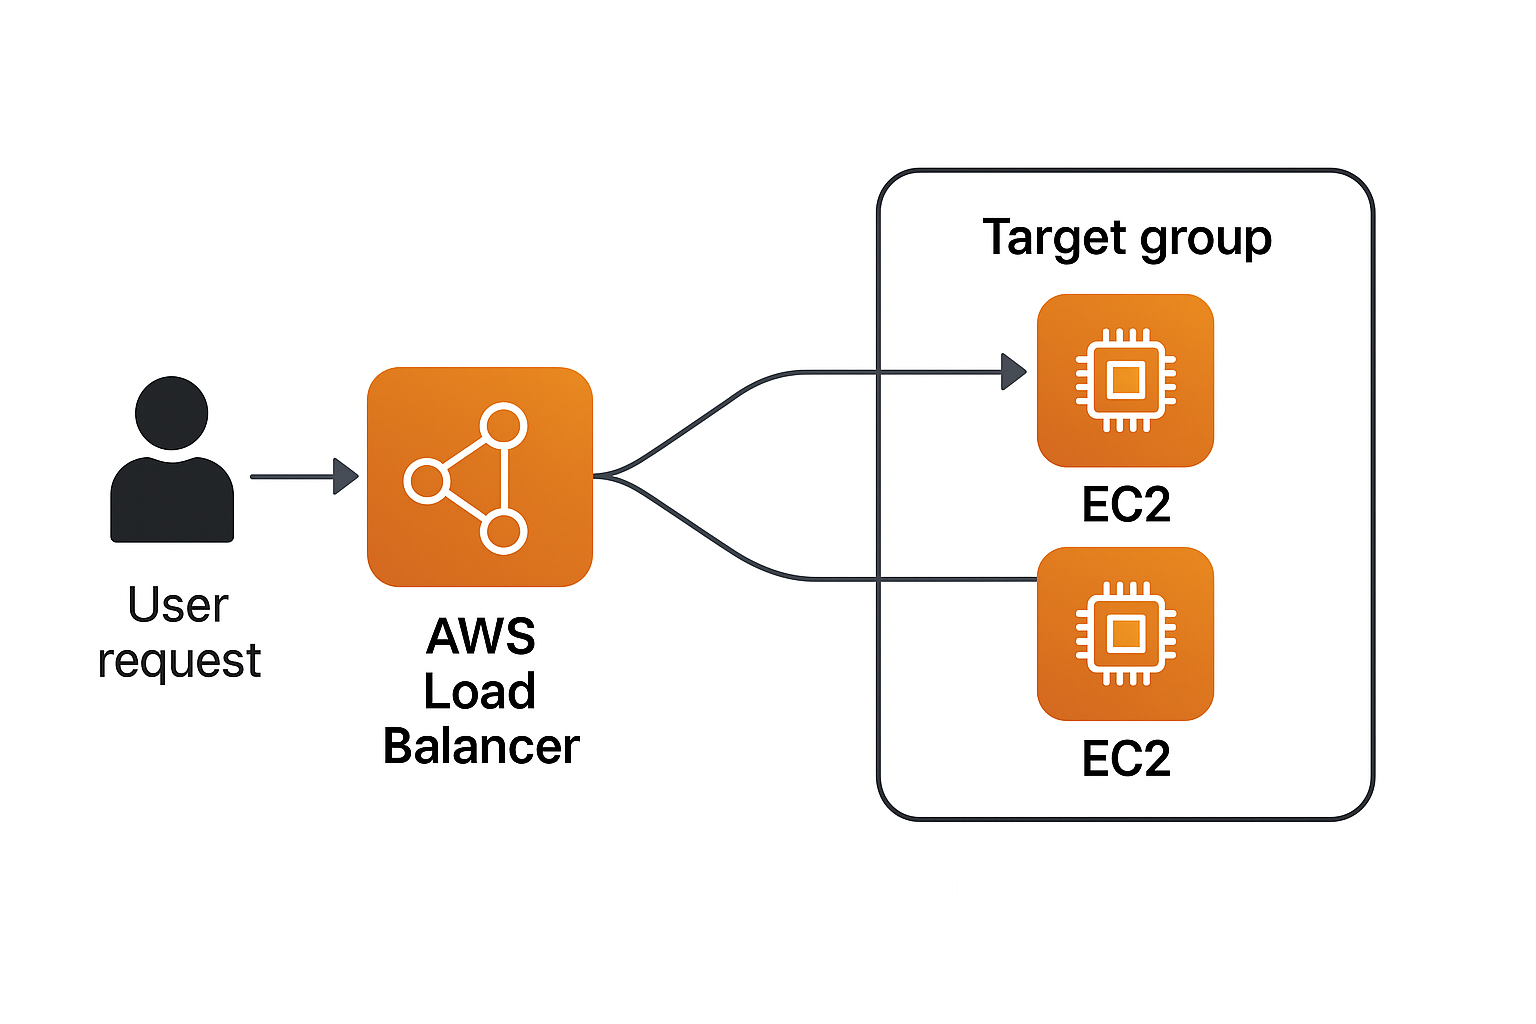 User
request
AWS
Load
Balancer
Target group
EC2
EC2